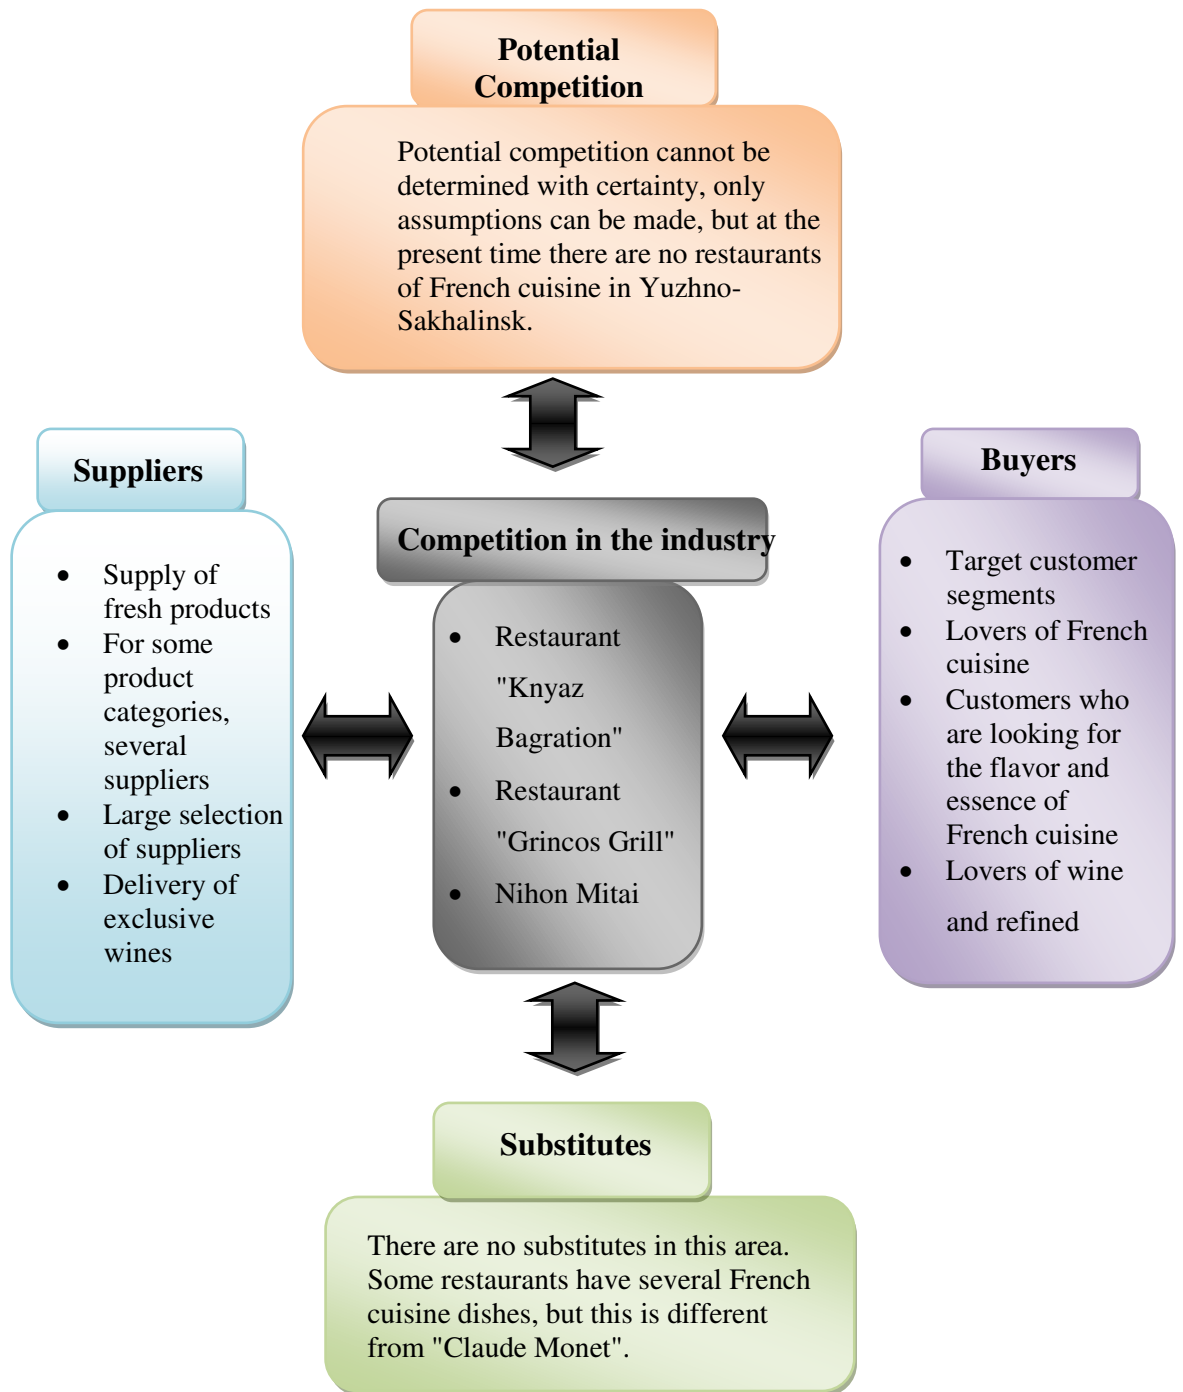 Potential
Competition
Potential competition cannot be
determined with certainty, only
assumptions can be made, but at the
present time there are no restaurants
of French cuisine in Yuzhno-
Sakhalinsk.
Suppliers
• Supply of
fresh products
• For some
product
categories,
several
suppliers
• Large selection
of suppliers
• Delivery of
exclusive
wines
Competition in the industry
• Restaurant
"Knyaz
Bagration"
• Restaurant
"Grincos Grill"
• Nihon Mitai
Buyers
• Target customer
segments
• Lovers of French
cuisine
• Customers who
are looking for
the flavor and
essence of
French cuisine
• Lovers of wine
and refined
Substitutes
There are no substitutes in this area.
Some restaurants have several French
cuisine dishes, but this is different
from "Claude Monet".